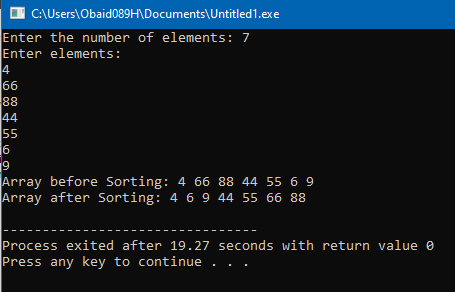 C:\Users\Obaid089H\Documents\Untitled1.exe
Enter the number of elements: 7
Enter elements:
4
66
88
44
55
6
9
Array before Sorting: 4 66 88 44 55 6 9
Array after Sorting: 4 6 9 44 55 66 88
--------------------------------
Process exited after 19.27 seconds with return value 0
Press any key to continue . . .